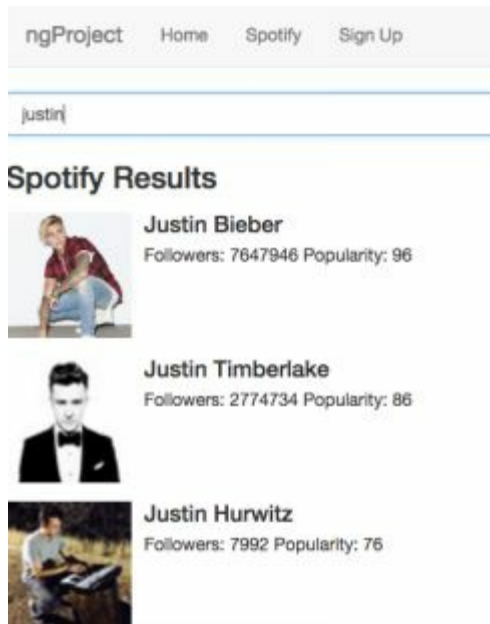 ngProject Home Spotify Sign Up
justin
Spotify Results
Justin Bieber
Followers: 7647946 Popularity: 96
Justin Timberlake
Followers: 2774734 Popularity: 86
Justin Hurwitz
Followers: 7992 Popularity: 76